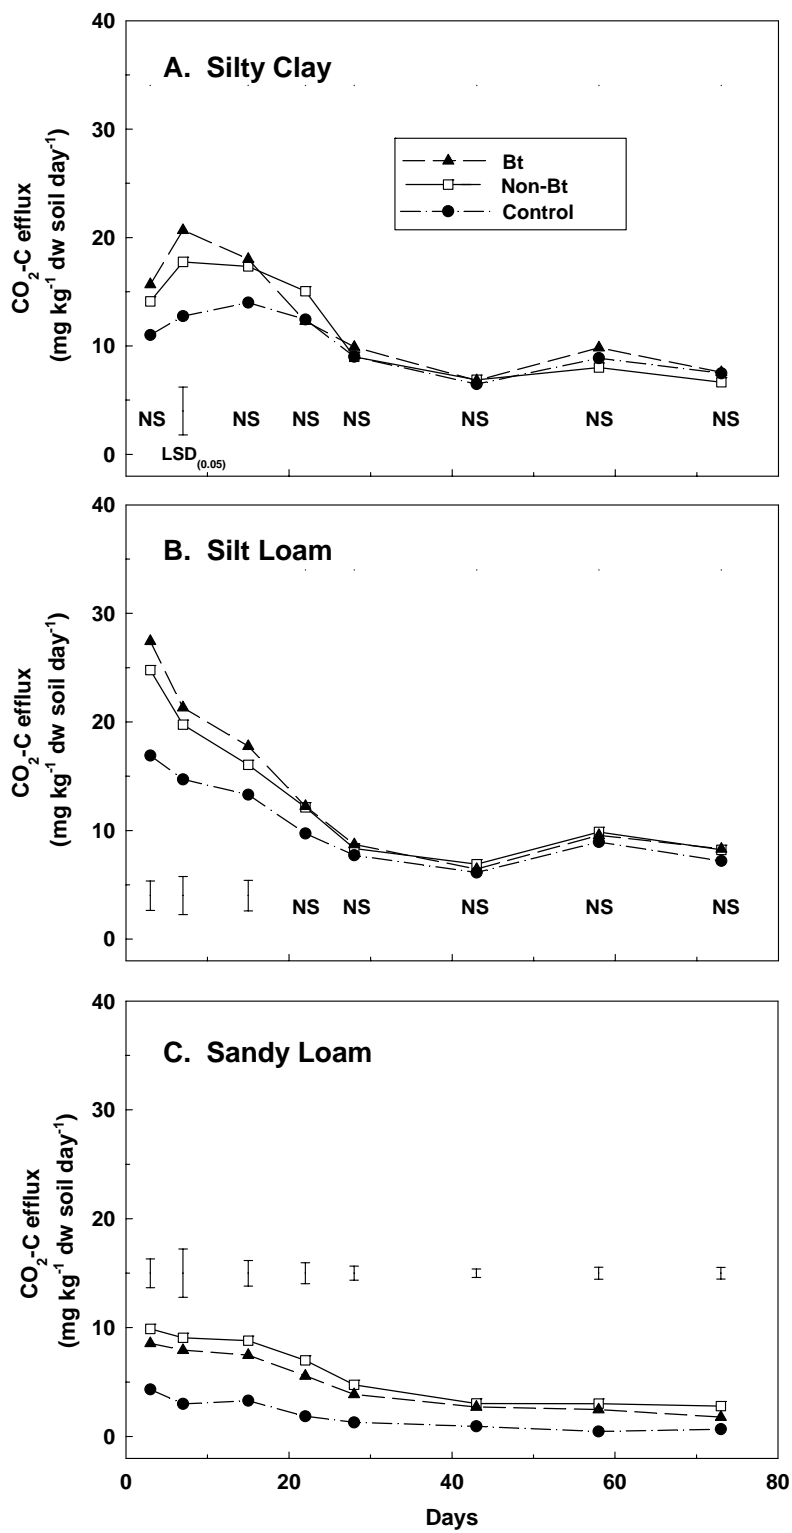 40
A. Silty Clay
30
Bt
Non-Bt
Control
20
CO2-C efflux
(mg kg-1 dw soil day-1)
10
NS NS NS NS NS NS NS
LSD(0.05)
0
40
B. Silt Loam
30
20
CO2-C efflux
(mg kg-1 dw soil day-1)
10
NS NS NS NS NS
0
40
C. Sandy Loam
30
20
CO2-C efflux
(mg kg-1 dw soil day-1)
10
0
0 20 40 60 80
Days